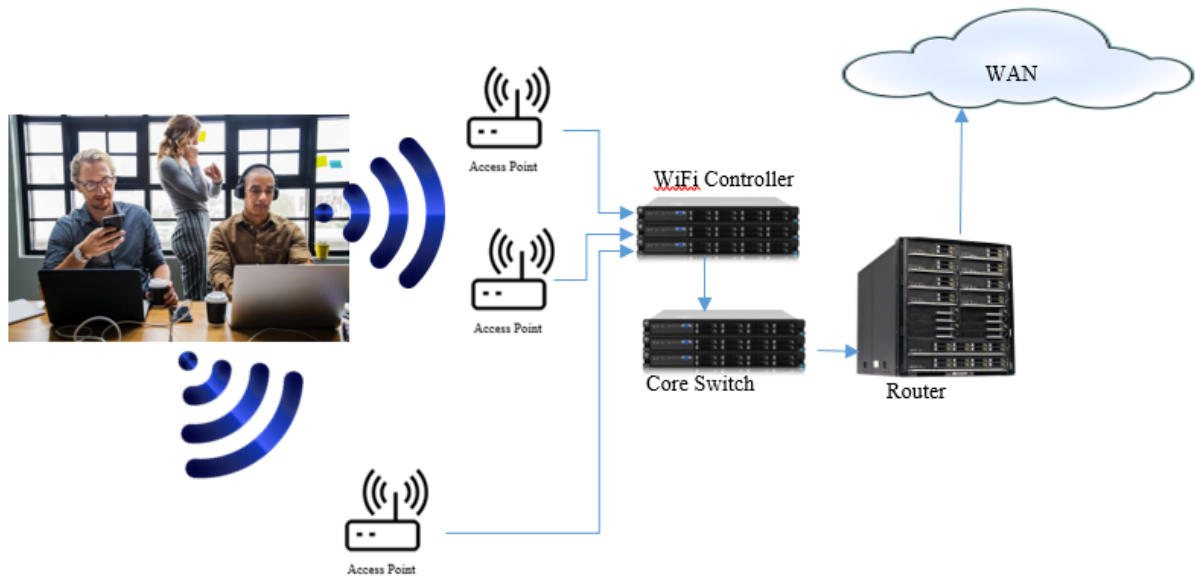 WAN
Access Point
WiFi Controller
Access Point
Core Switch
Router
Access Point